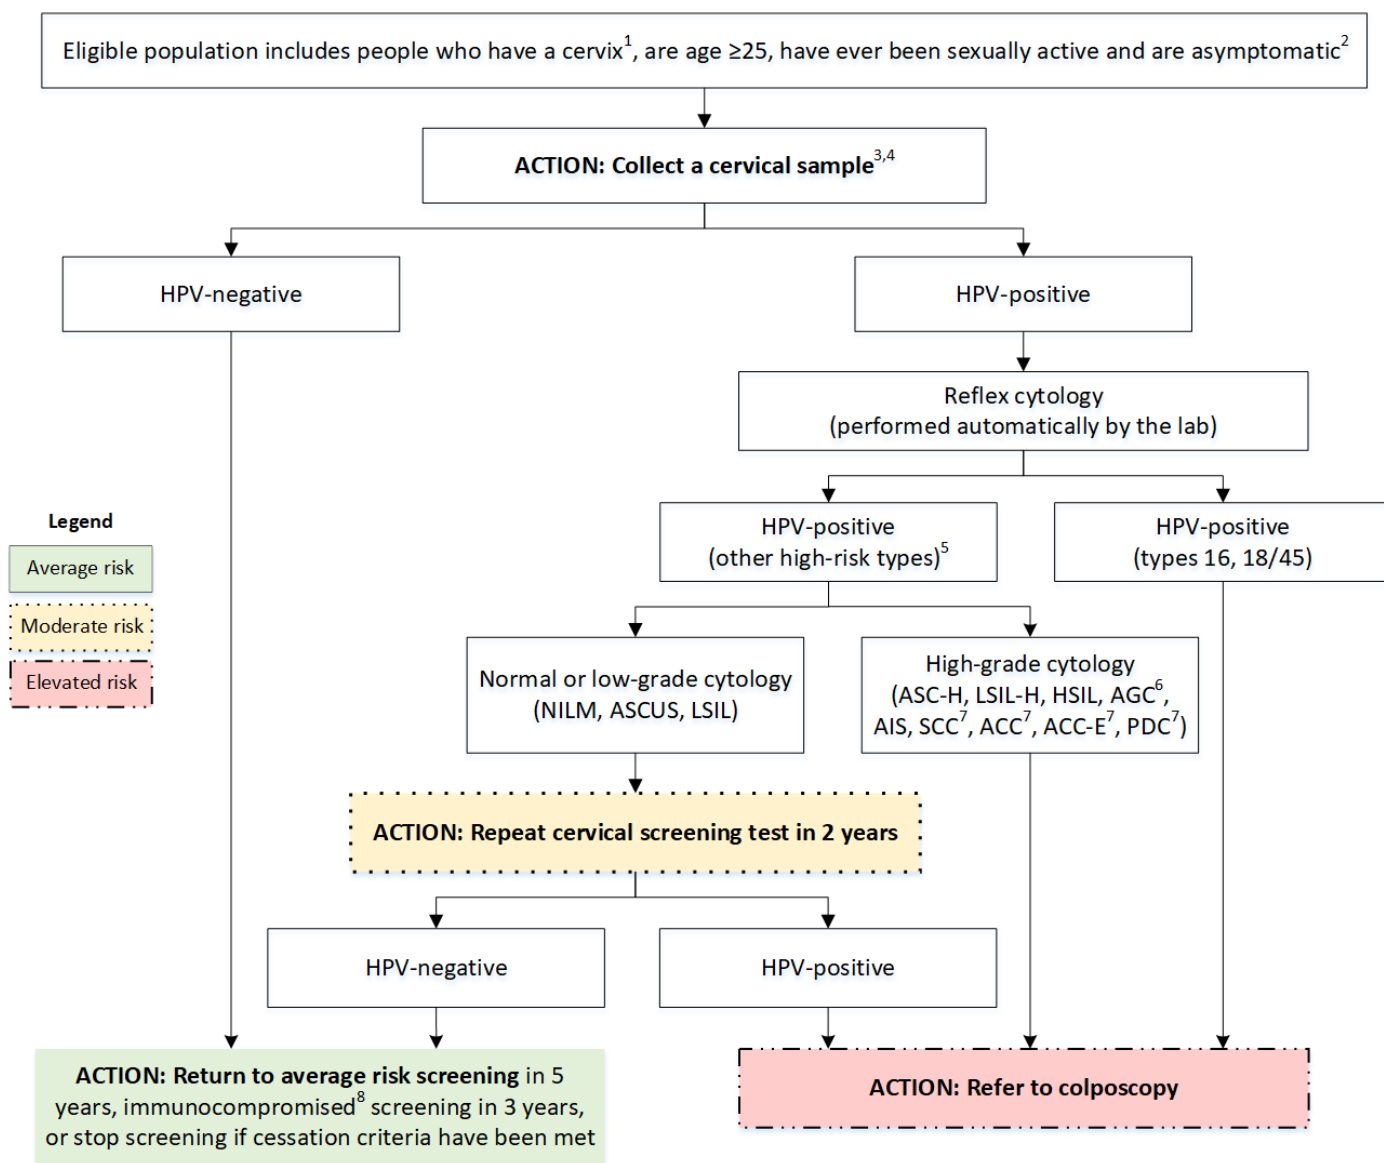 Eligible population includes people who have a cervix¹, are age ≥25, have ever been sexually active and are asymptomatic²
ACTION: Collect a cervical sample³,⁴
HPV-negative
HPV-positive
Reflex cytology
(performed automatically by the lab)
HPV-positive
(other high-risk types)⁵
HPV-positive
(types 16, 18/45)
Legend
Average risk
Moderate risk
Elevated risk
Normal or low-grade cytology
(NILM, ASCUS, LSIL)
High-grade cytology
(ASC-H, LSIL-H, HSIL, AGC⁶,
AIS, SCC⁷, ACC⁷, ACC-E⁷, PDC⁷)
ACTION: Repeat cervical screening test in 2 years
HPV-negative
HPV-positive
ACTION: Return to average risk screening in 5
years, immunocompromised⁸ screening in 3 years,
or stop screening if cessation criteria have been met
ACTION: Refer to colposcopy